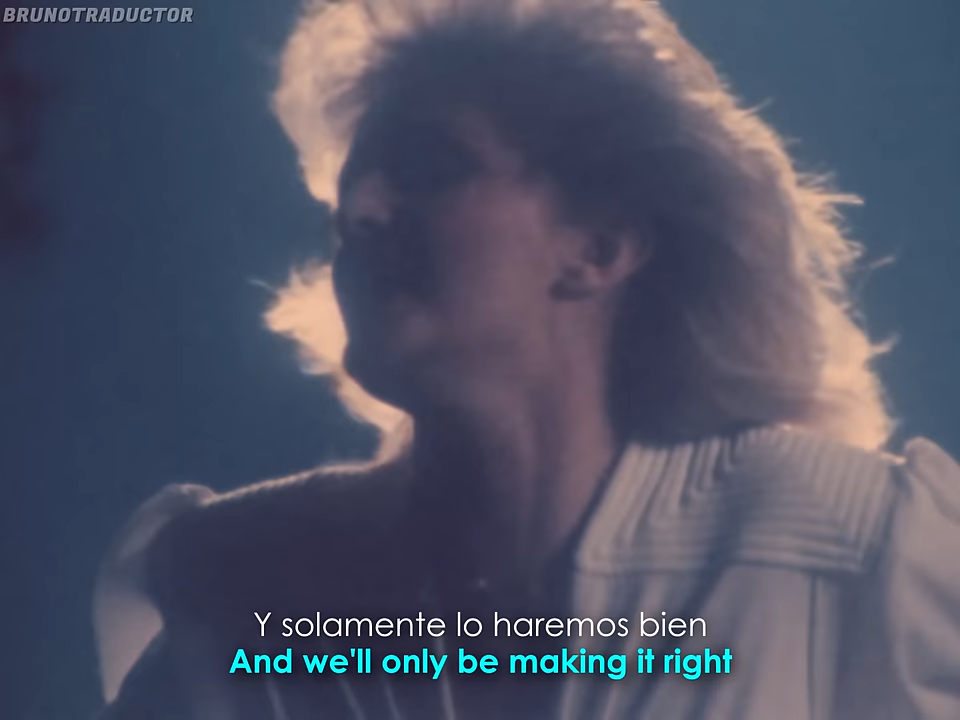 BRUNOTRADUCTOR
Y solamente lo haremos bien
And we'll only be making it right